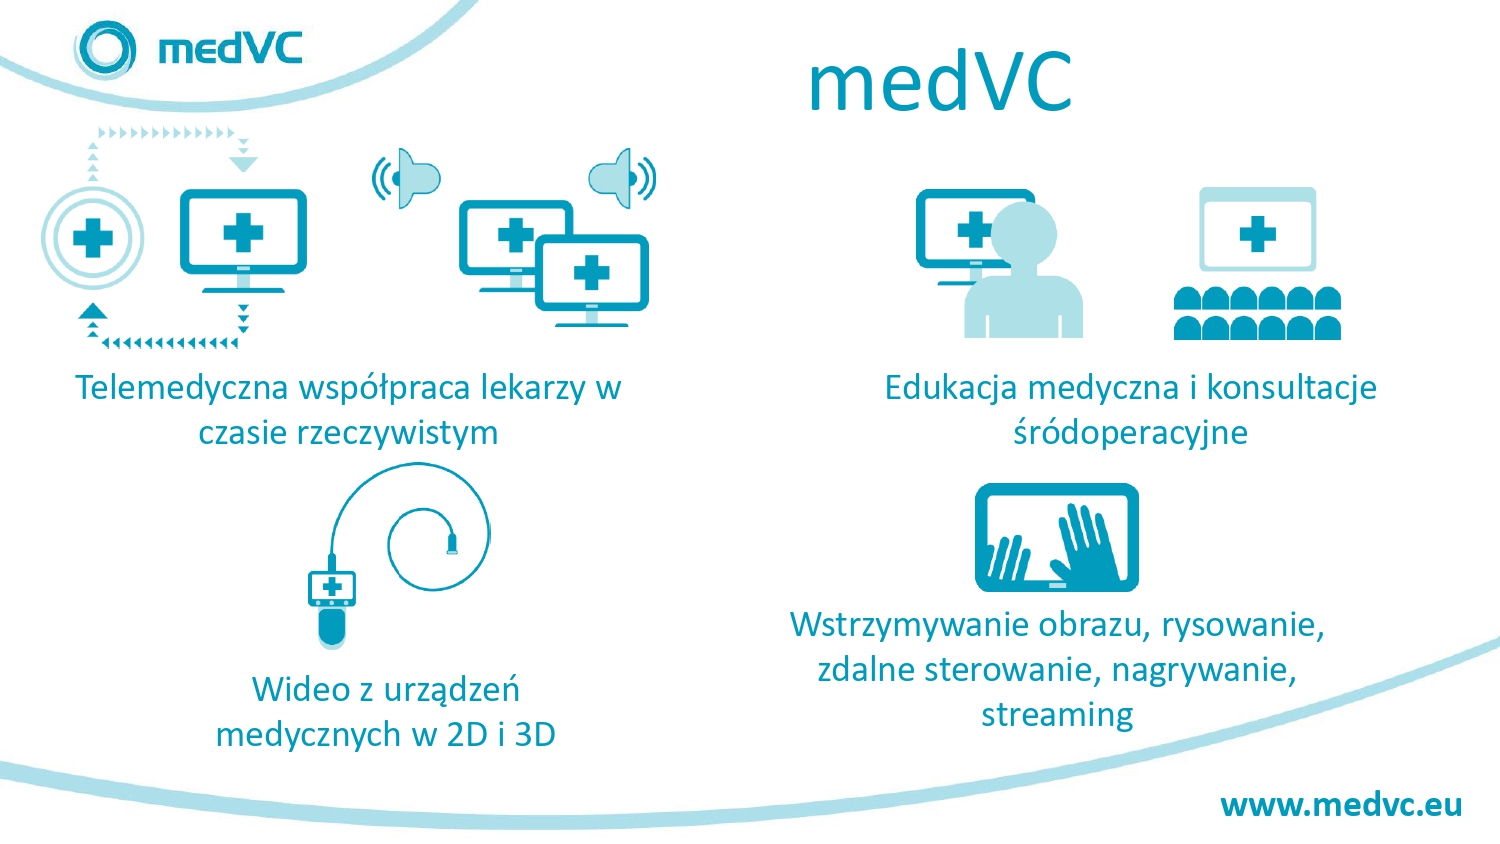 medVC
medVC
Telemedyczna współpraca lekarzy w
czasie rzeczywistym
Edukacja medyczna i konsultacje
śródoperacyjne
Wideo z urządzeń
medycznych w 2D i 3D
Wstrzymywanie obrazu, rysowanie,
zdalne sterowanie, nagrywanie,
streaming
www.medvc.eu